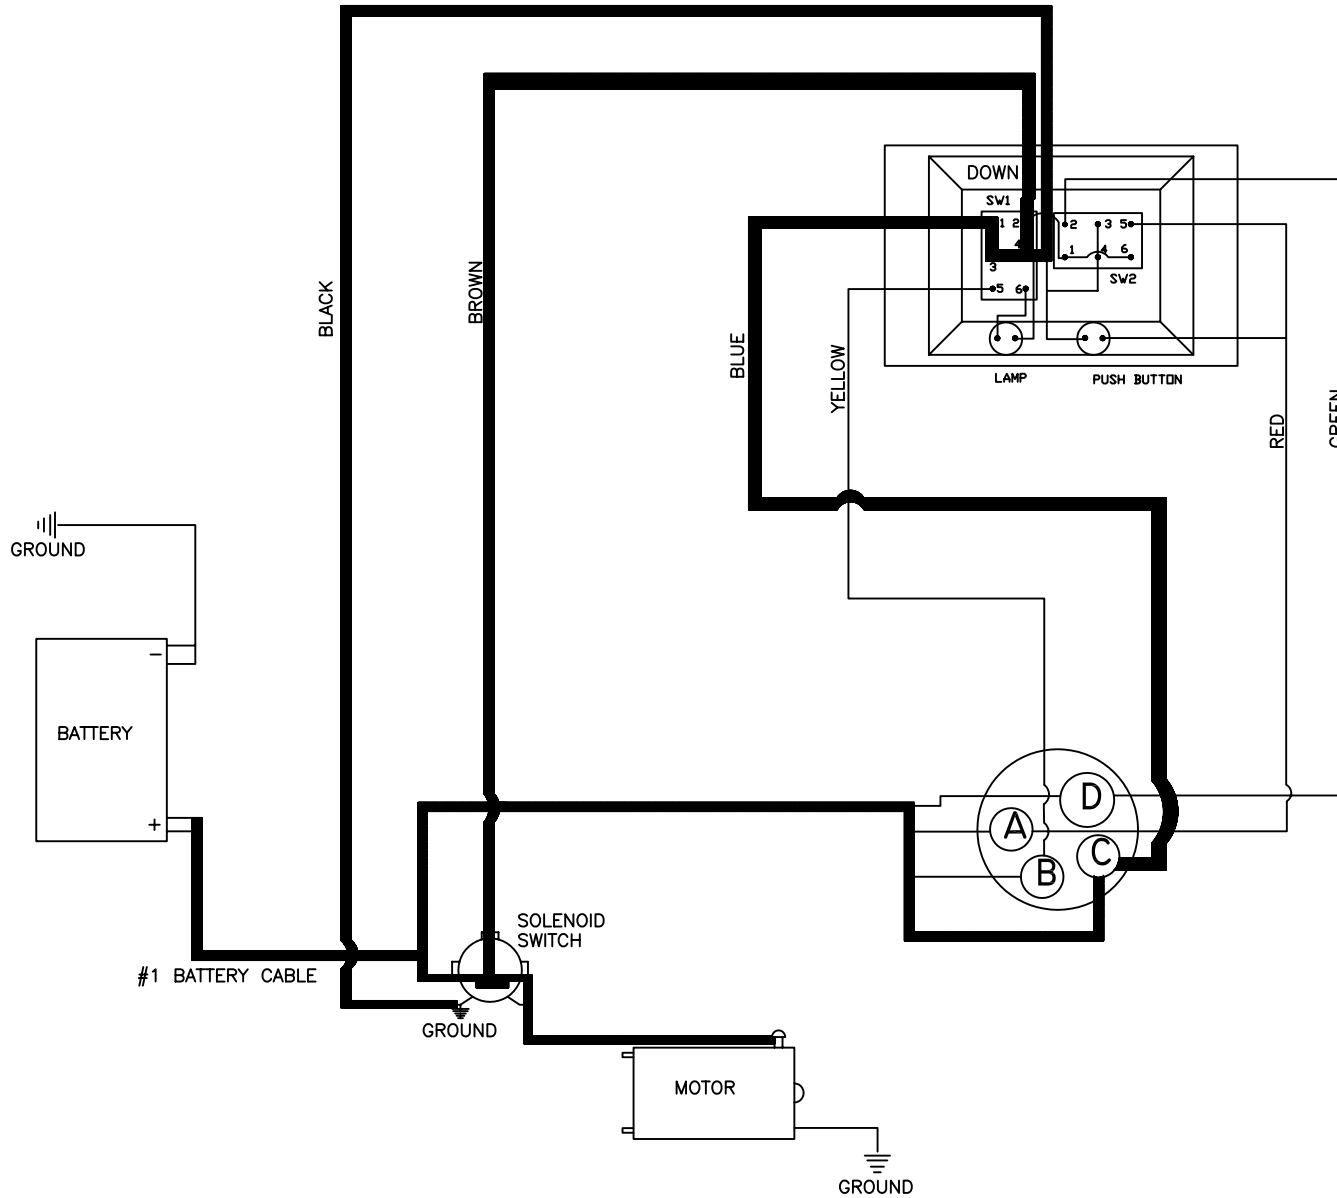 DOWN
SW1
1 2
2 3 5
4
1 4 6
3
SW2
5 6
LAMP
PUSH BUTTON
BLACK
BROWN
BLUE
YELLOW
RED
GREEN
GROUND
BATTERY
−
+
#1 BATTERY CABLE
SOLENOID
SWITCH
GROUND
D
A
C
B
MOTOR
GROUND